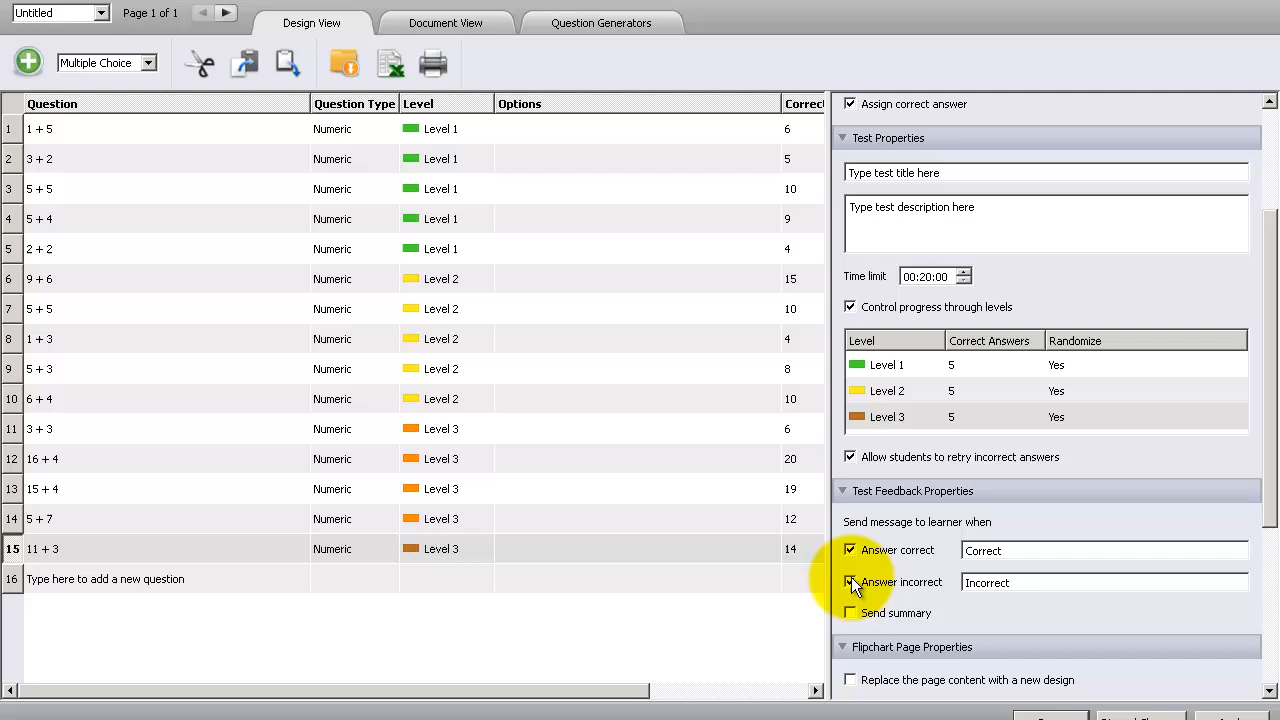 Untitled Page 1 of 1 Design View Document View Question Generators
Multiple Choice
Question Question Type Level Options Correct
1 1 + 5 Numeric Level 1 6
2 3 + 2 Numeric Level 1 5
3 5 + 5 Numeric Level 1 10
4 5 + 4 Numeric Level 1 9
5 2 + 2 Numeric Level 1 4
6 9 + 6 Numeric Level 2 15
7 5 + 5 Numeric Level 2 10
8 1 + 3 Numeric Level 2 4
9 5 + 3 Numeric Level 2 8
10 6 + 4 Numeric Level 2 10
11 3 + 3 Numeric Level 3 6
12 16 + 4 Numeric Level 3 20
13 15 + 4 Numeric Level 3 19
14 5 + 7 Numeric Level 3 12
15 11 + 3 Numeric Level 3 14
16 Type here to add a new question
Assign correct answer
Test Properties
Type test title here
Type test description here
Time limit 00:20:00
Control progress through levels
Level Correct Answers Randomize
Level 1 5 Yes
Level 2 5 Yes
Level 3 5 Yes
Allow students to retry incorrect answers
Test Feedback Properties
Send message to learner when
Answer correct Correct
Answer incorrect Incorrect
Send summary
Flipchart Page Properties
Replace the page content with a new design